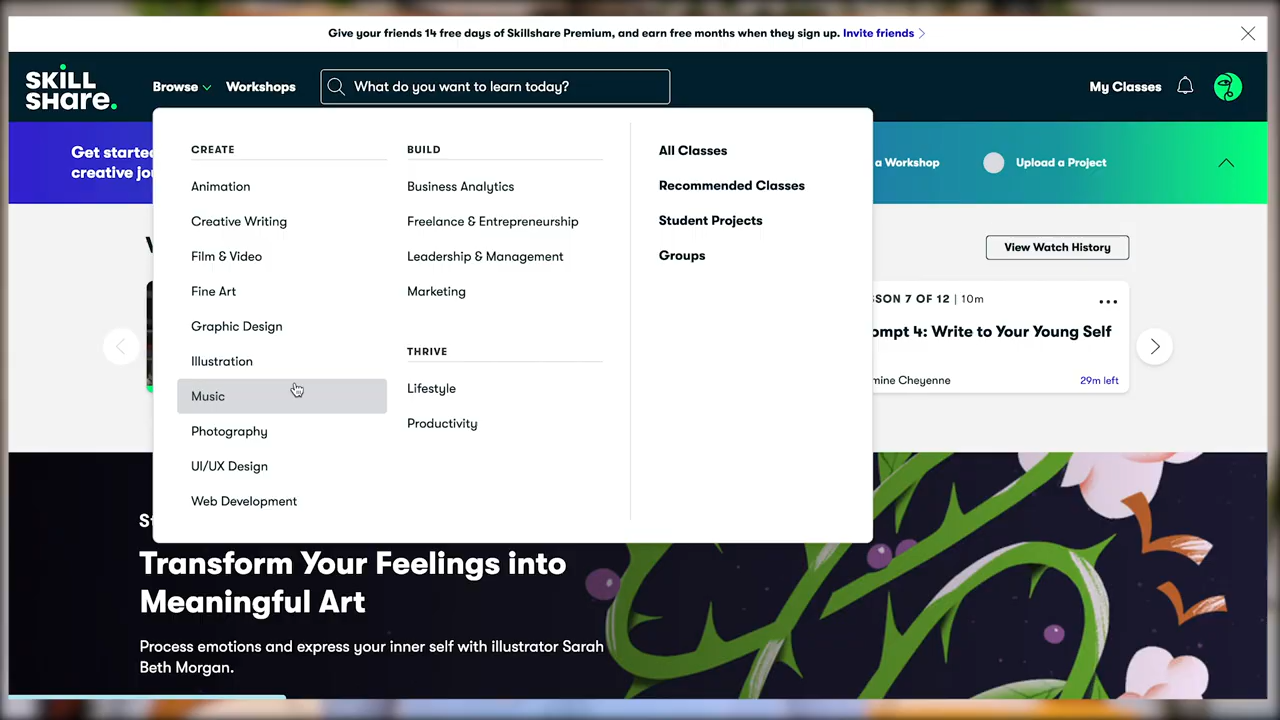 Give your friends 14 free days of Skillshare Premium, and earn free months when they sign up. Invite friends
SKILL
SHARE.
Browse
Workshops
What do you want to learn today?
My Classes
Get starte
creative jou
a Workshop
Upload a Project
CREATE
Animation
Creative Writing
Film & Video
Fine Art
Graphic Design
Illustration
Music
Photography
UI/UX Design
Web Development
BUILD
Business Analytics
Freelance & Entrepreneurship
Leadership & Management
Marketing
THRIVE
Lifestyle
Productivity
All Classes
Recommended Classes
Student Projects
Groups
View Watch History
SSON 7 OF 12 | 10m
ompt 4: Write to Your Young Self
mine Cheyenne
29m left
Transform Your Feelings into
Meaningful Art
Process emotions and express your inner self with illustrator Sarah
Beth Morgan.